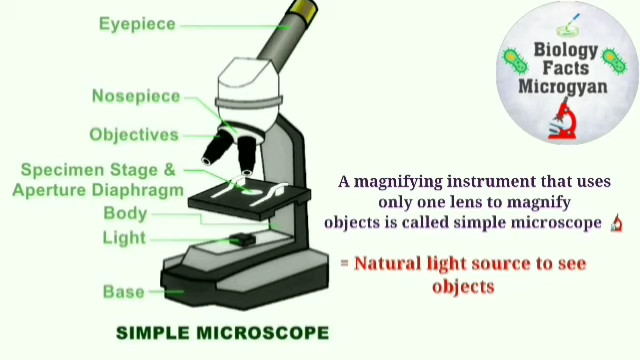 Eyepiece
Nosepiece
Objectives
Specimen Stage &
Aperture Diaphragm
Body
Light
Base
SIMPLE MICROSCOPE
Biology
Facts
Microgyan
A magnifying instrument that uses
only one lens to magnify
objects is called simple microscope 🔬
= Natural light source to see
objects